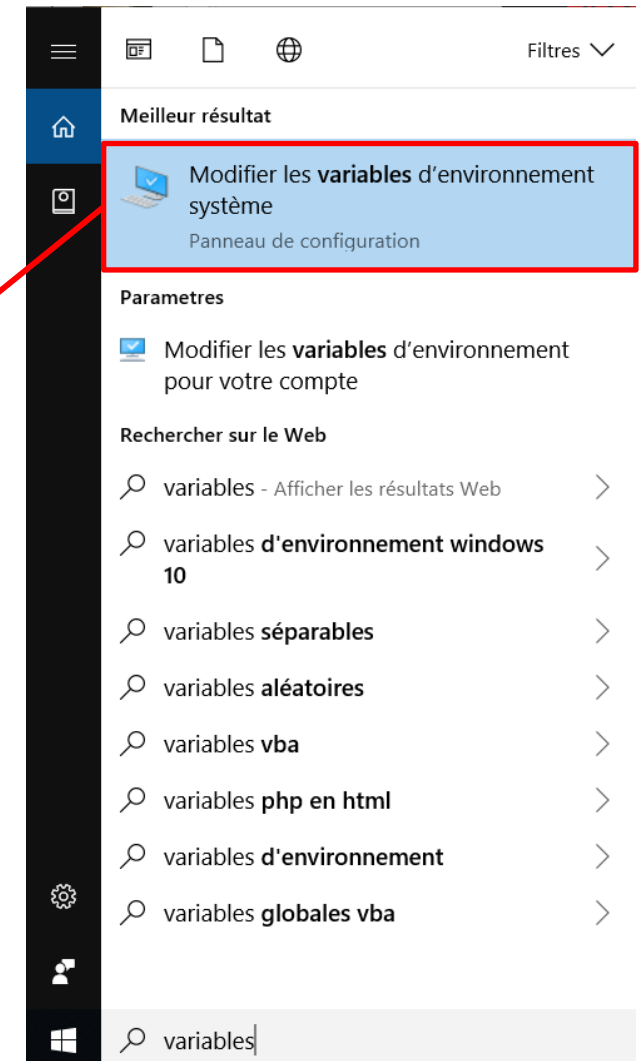 Filtres
Meilleur résultat
Modifier les variables d’environnement
système
Panneau de configuration
Parametres
Modifier les variables d’environnement
pour votre compte
Rechercher sur le Web
variables - Afficher les résultats Web
variables d'environnement windows
10
variables séparables
variables aléatoires
variables vba
variables php en html
variables d'environnement
variables globales vba
variables